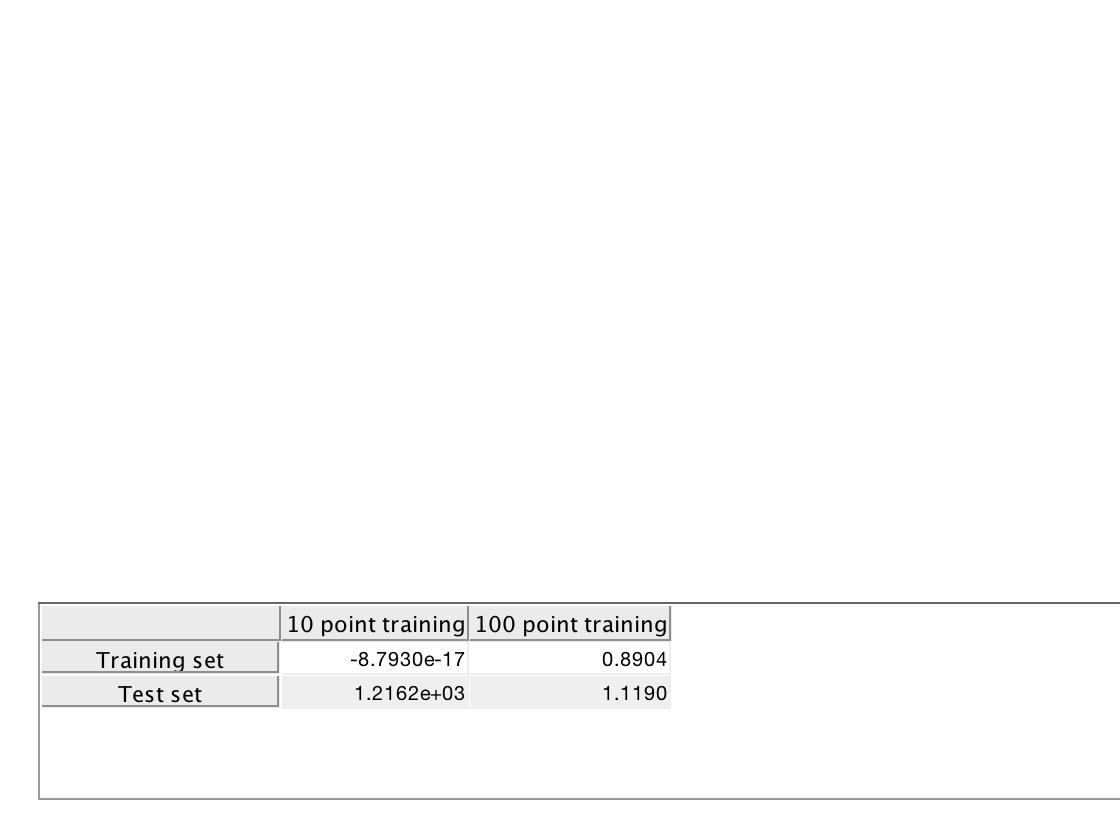 10 point training 100 point training
Training set -8.7930e-17 0.8904
Test set 1.2162e+03 1.1190